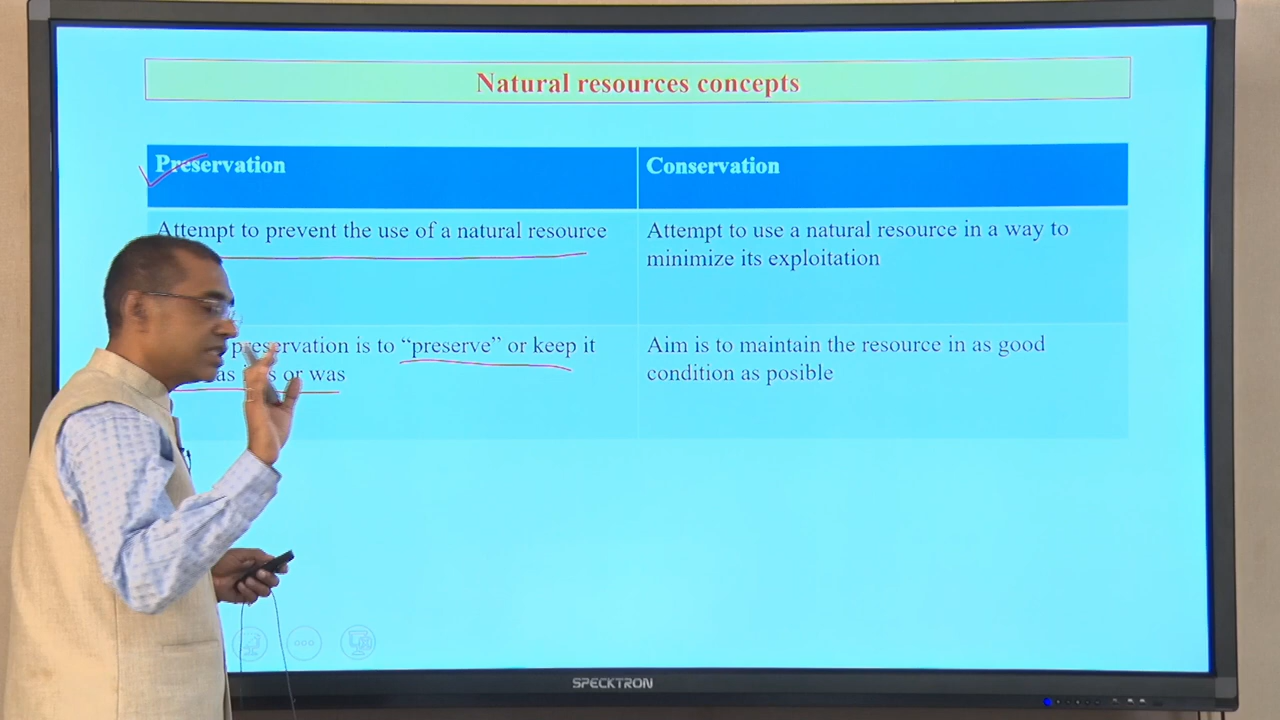 Natural resources concepts
Preservation
Conservation
Attempt to prevent the use of a natural resource
Attempt to use a natural resource in a way to
minimize its exploitation
preservation is to “preserve” or keep it
or was
Aim is to maintain the resource in as good
condition as posible
SPECKTRON